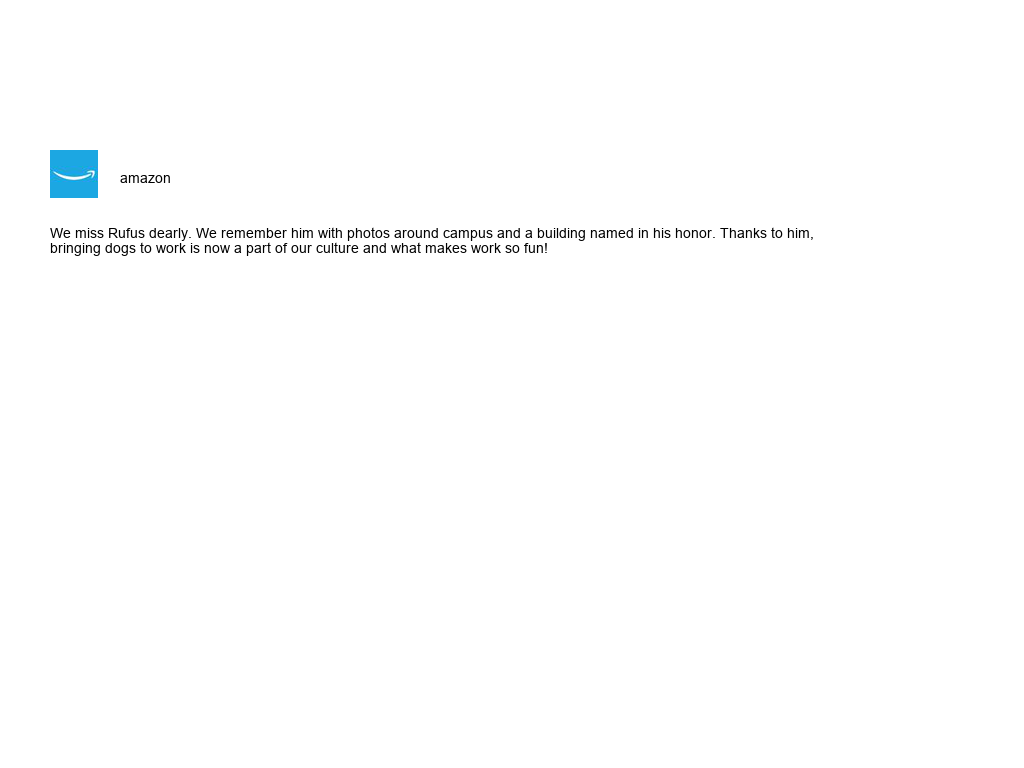 amazon
We miss Rufus dearly. We remember him with photos around campus and a building named in his honor. Thanks to him,
bringing dogs to work is now a part of our culture and what makes work so fun!